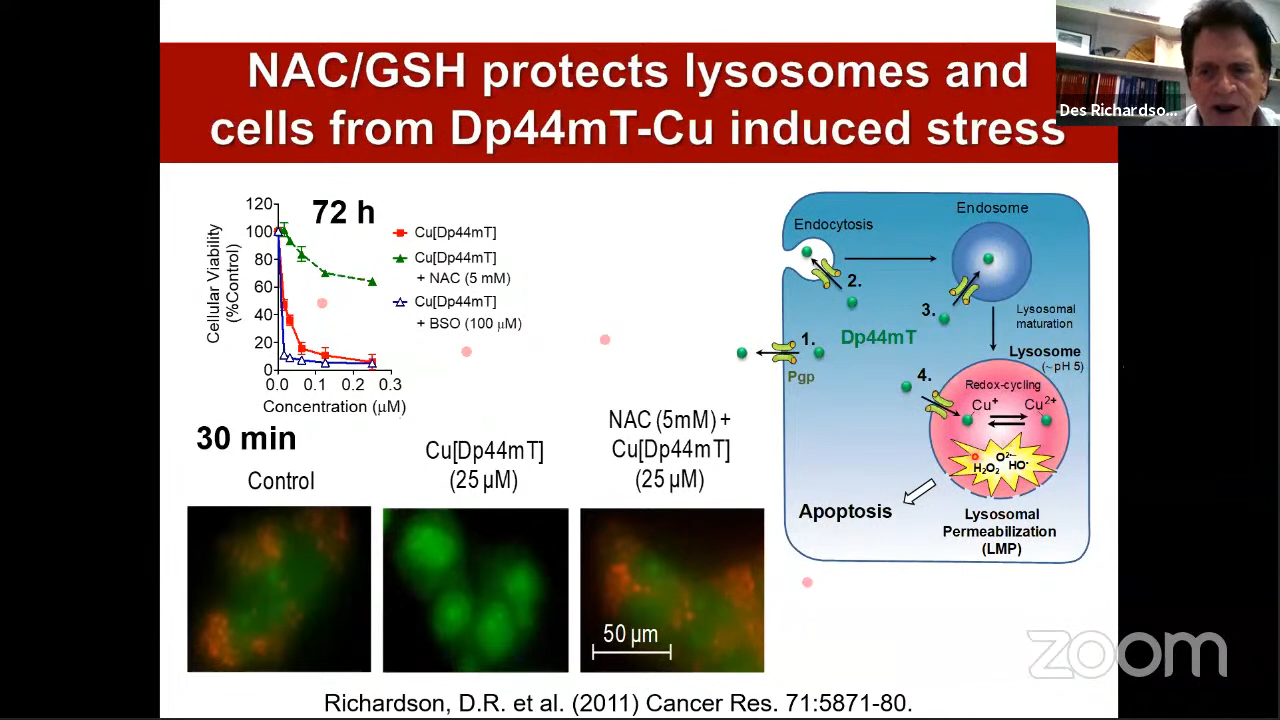 NAC/GSH protects lysosomes and
cells from Dp44mT-Cu induced stress
Des Richardso...
120
100
80
60
40
20
0
0.0
0.1
0.2
0.3
Cellular Viability
(%Control)
Concentration (μM)
72 h
Cu[Dp44mT]
Cu[Dp44mT]
+ NAC (5 mM)
Cu[Dp44mT]
+ BSO (100 μM)
Endocytosis
Endosome
2.
3.
Dp44mT
1.
Pgp
Lysosomal
maturation
Lysosome
(~pH 5)
4.
Redox-cycling
Cu⁺
Cu²⁺
O²⁻
H₂O₂
HO⁻
Apoptosis
Lysosomal
Permeabilization
(LMP)
30 min
Control
Cu[Dp44mT]
(25 μM)
NAC (5mM) +
Cu[Dp44mT]
(25 μM)
50 μm
zoom
Richardson, D.R. et al. (2011) Cancer Res. 71:5871-80.